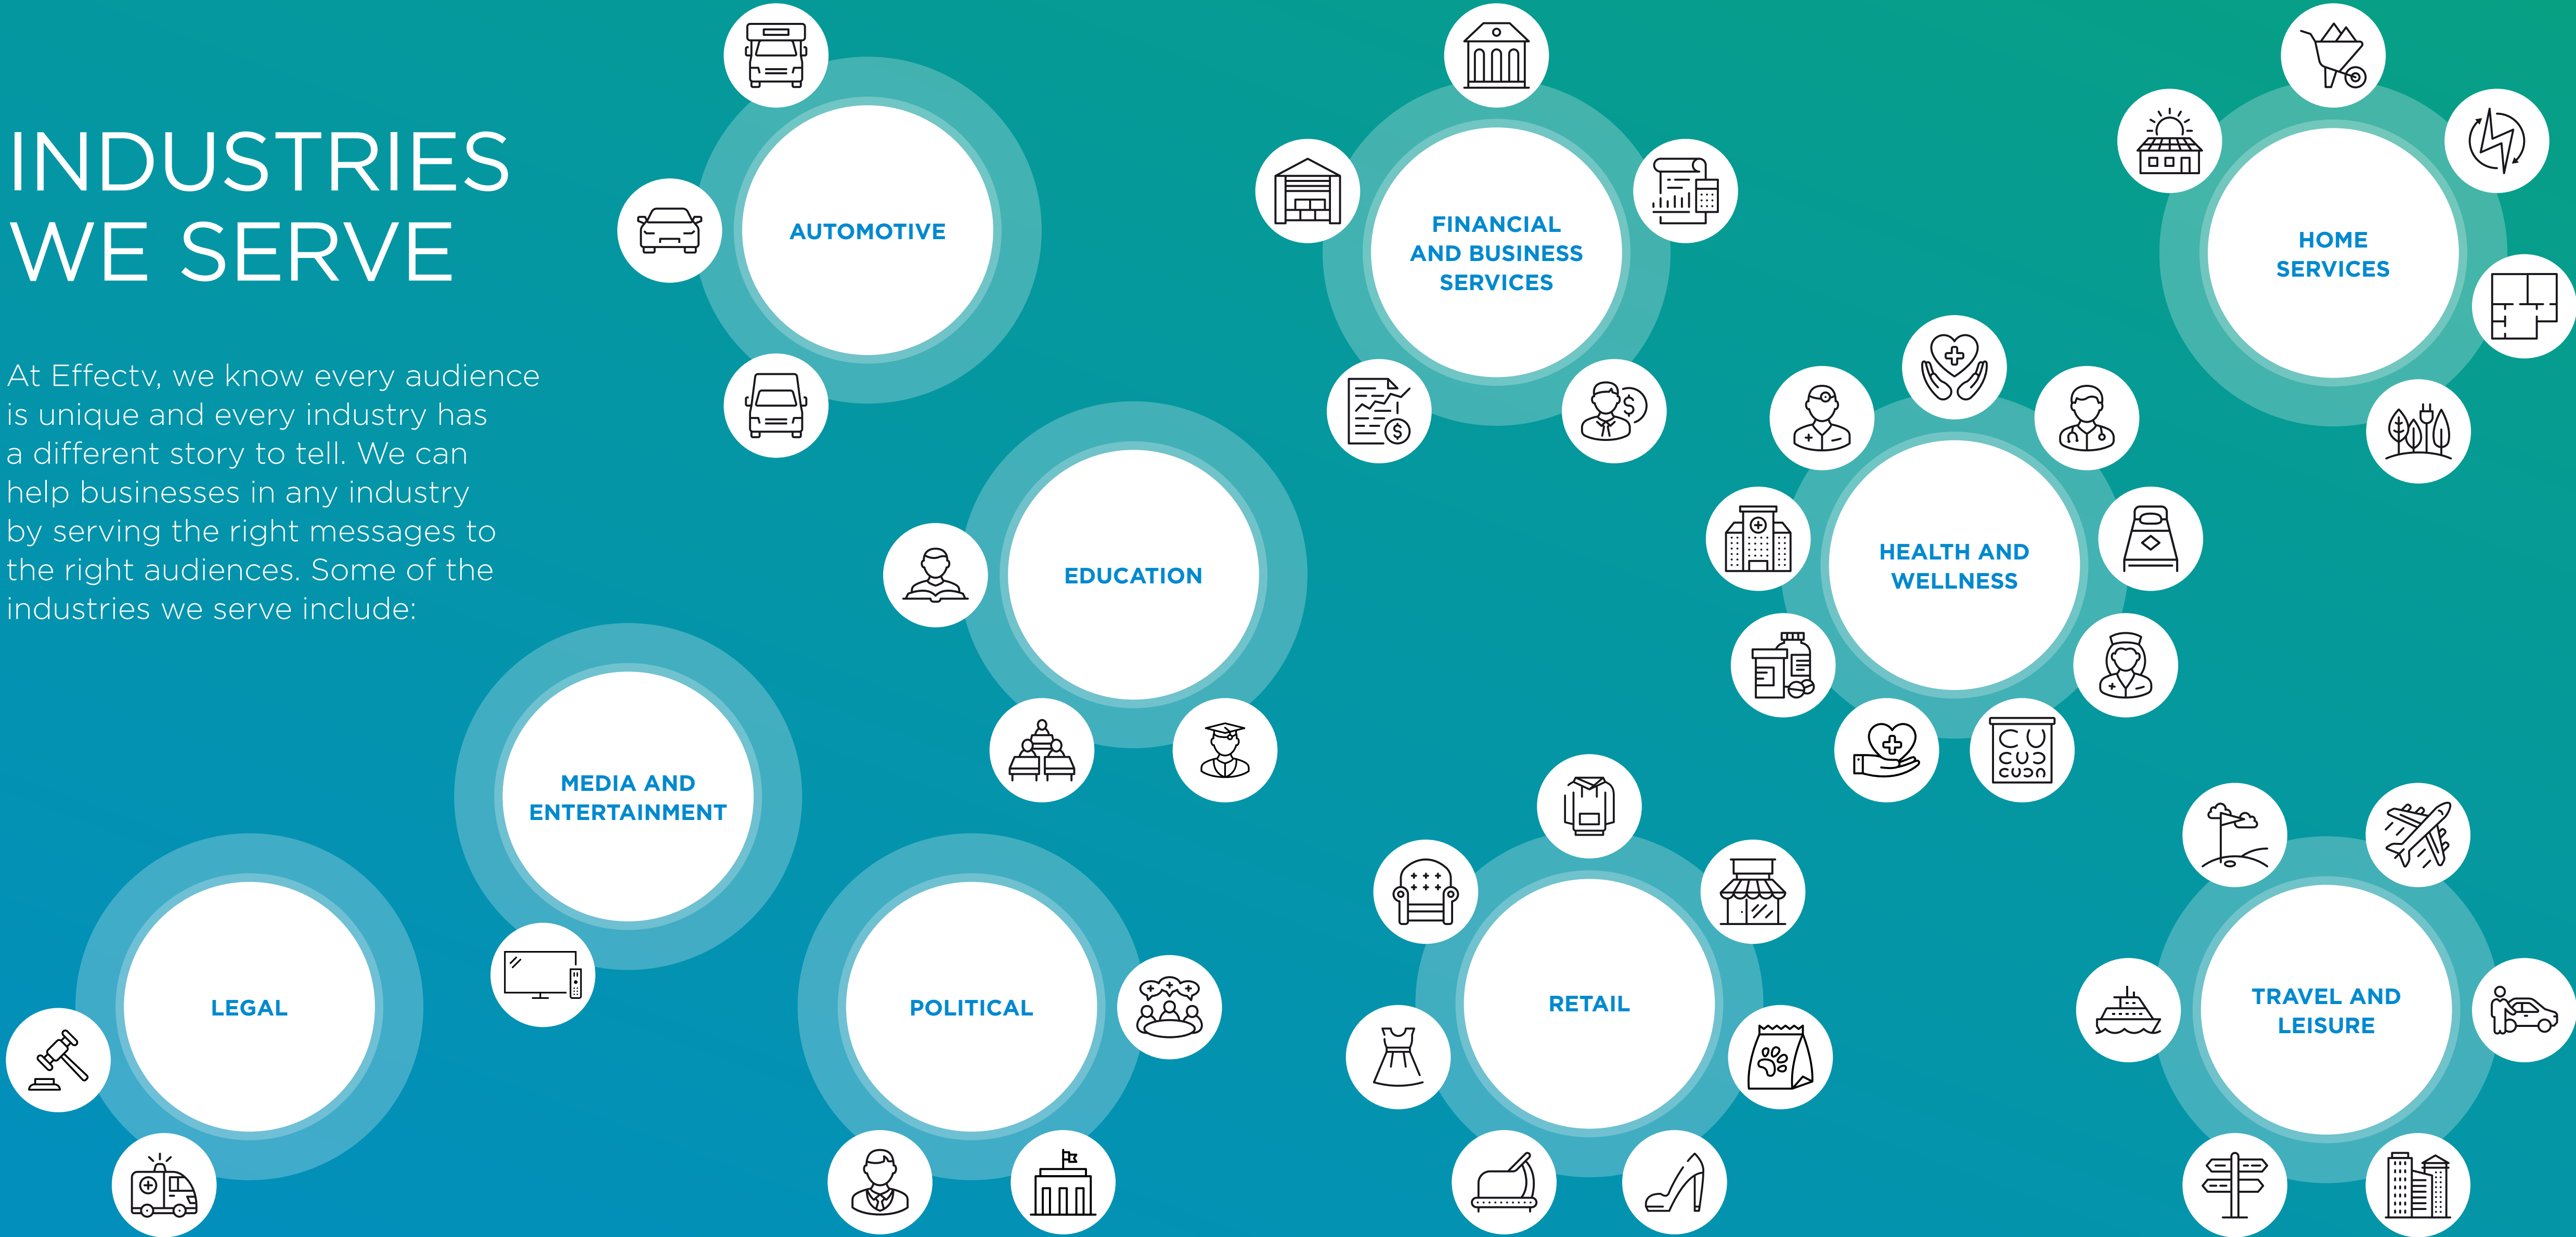 INDUSTRIES
WE SERVE
At Effectv, we know every audience
is unique and every industry has
a different story to tell. We can
help businesses in any industry
by serving the right messages to
the right audiences. Some of the
industries we serve include:
AUTOMOTIVE
FINANCIAL
AND BUSINESS
SERVICES
HOME
SERVICES
EDUCATION
HEALTH AND
WELLNESS
MEDIA AND
ENTERTAINMENT
LEGAL
POLITICAL
RETAIL
TRAVEL AND
LEISURE